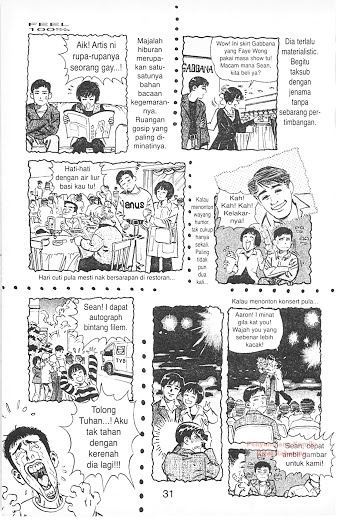 FEEL
100%
Aik! Artis ni
rupa-rupanya
seorang gay...!
Majalah
hiburan
merupa-
kan satu-
satunya
bahan
bacaan
kegemaran-
nya.
Ruangan
gosip yang
paling di-
minatinya.
Wow! Ini skirt Gabbana
yang Faye Wong
pakai masa show tu!
Macam mana Sean,
kita beli ya?
GABBANA
Dia terlalu
materialistic.
Begitu
taksub
dengan
jenama
tanpa
sebarang per-
timbangan.
Hati-hati
dengan air liur
basi kau tu!
Hari cuti pula mesti nak bersarapan di restoran...
Kalau
menonton
wayang
humor,
tak cukup
hanya
sekali.
Paling
tidak
pun,
dua
kali...
Kah!
Kah! Kah!
Kelakar-
nya!
Sean! I dapat
autograph
bintang filem.
TVB
Tolong
Tuhan...! Aku
tak tahan
dengan
kerenah
dia lagi!!!
Kalau menonton konsert pula...
Aaron! I minat
gila kat you!
Wajah you yang
sebenar lebih
kacak!
Sean, cepat
ambil gambar
untuk kami!
31